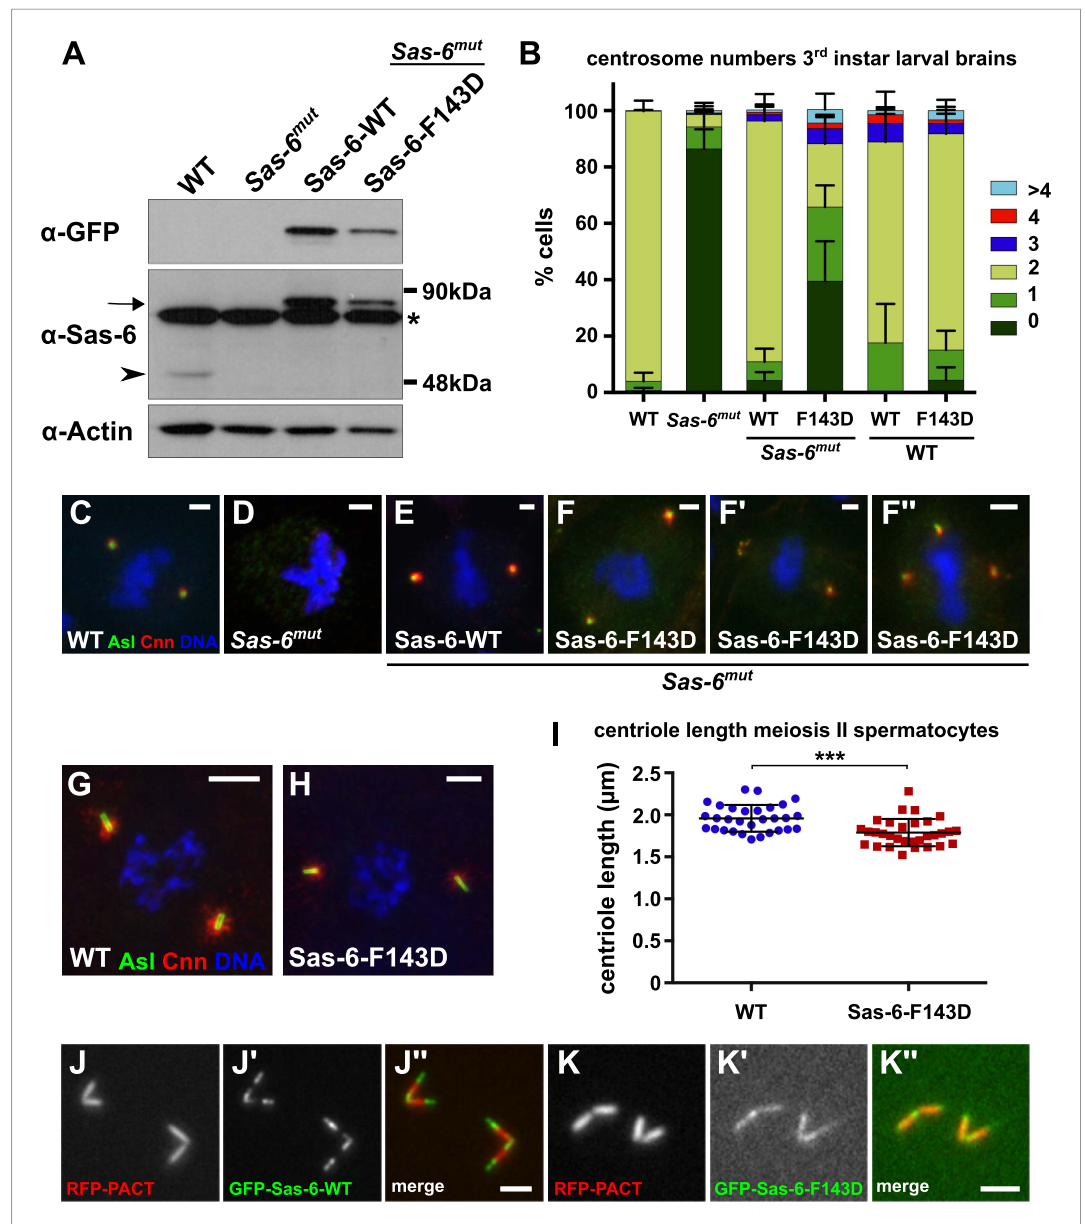 A
Sas-6mut
WT
Sas-6mut
Sas-6-WT
Sas-6-F143D
α-GFP
90kDa
α-Sas-6
*
48kDa
α-Actin
B
centrosome numbers 3rd instar larval brains
% cells
100
80
60
40
20
0
>4
4
3
2
1
0
WT Sas-6mut WT F143D WT F143D
Sas-6mut WT
C
WT Asl Cnn DNA
D
Sas-6mut
E
Sas-6-WT
F
Sas-6-F143D
F'
Sas-6-F143D
F''
Sas-6-F143D
Sas-6mut
G
WT Asl Cnn DNA
H
Sas-6-F143D
I
centriole length meiosis II spermatocytes
***
centriole length (µm)
2.5
2.0
1.5
1.0
0.5
0
WT Sas-6-F143D
J
RFP-PACT
J'
GFP-Sas-6-WT
J''
merge
K
RFP-PACT
K'
GFP-Sas-6-F143D
K''
merge